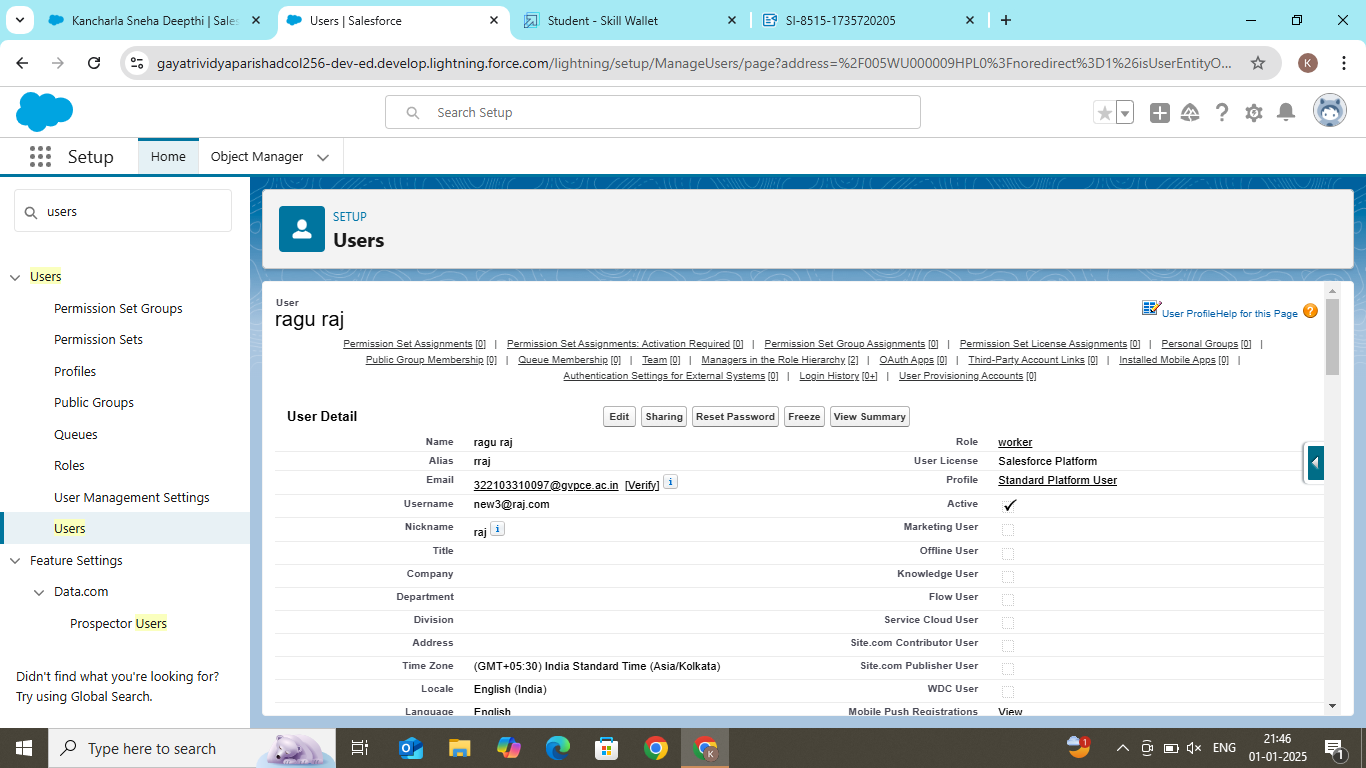 Kancharla Sneha Deepthi | Sales
Users | Salesforce
Student - Skill Wallet
SI-8515-1735720205
gayatrividyaparishadcol256-dev-ed.develop.lightning.force.com/lightning/setup/ManageUsers/page?address=%2F005WU000009HPL0%3Fnoredirect%3D1%26isUserEntityO...
K
Search Setup
Setup
Home
Object Manager
users
Users
Permission Set Groups
Permission Sets
Profiles
Public Groups
Queues
Roles
User Management Settings
Users
Feature Settings
Data.com
Prospector Users
Didn't find what you're looking for?
Try using Global Search.
SETUP
Users
User
ragu raj
User Profile Help for this Page
Permission Set Assignments [0] | Permission Set Assignments: Activation Required [0] | Permission Set Group Assignments [0] | Permission Set License Assignments [0] | Personal Groups [0] |
Public Group Membership [0] | Queue Membership [0] | Team [0] | Managers in the Role Hierarchy [2] | OAuth Apps [0] | Third-Party Account Links [0] | Installed Mobile Apps [0] |
Authentication Settings for External Systems [0] | Login History [0+] | User Provisioning Accounts [0]
User Detail
Edit Sharing Reset Password Freeze View Summary
Name ragu raj Role worker
Alias rraj User License Salesforce Platform
Email 322103310097@gvpce.ac.in [Verify] i Profile Standard Platform User
Username new3@raj.com Active
Nickname raj i Marketing User
Title Offline User
Company Knowledge User
Department Flow User
Division Service Cloud User
Address Site.com Contributor User
Time Zone (GMT+05:30) India Standard Time (Asia/Kolkata) Site.com Publisher User
Locale English (India) WDC User
Language English Mobile Push Registrations View
Type here to search
K
1
ENG
21:46
01-01-2025
1